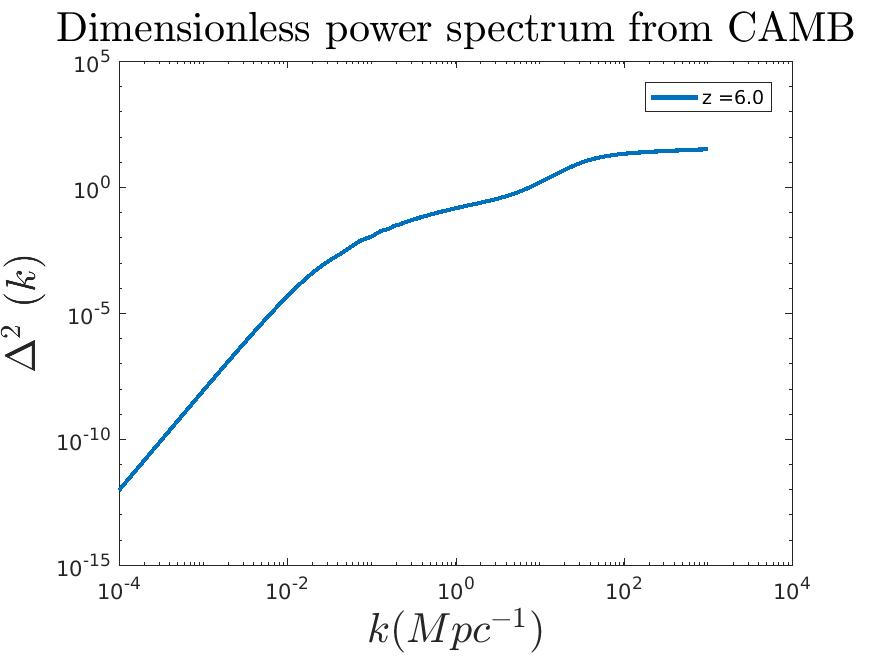 Dimensionless power spectrum from CAMB
10^5
z =6.0
10^0
Δ^2 (k)
10^-5
10^-10
10^-15
10^-4 10^-2 10^0 10^2 10^4
k(Mpc^-1)